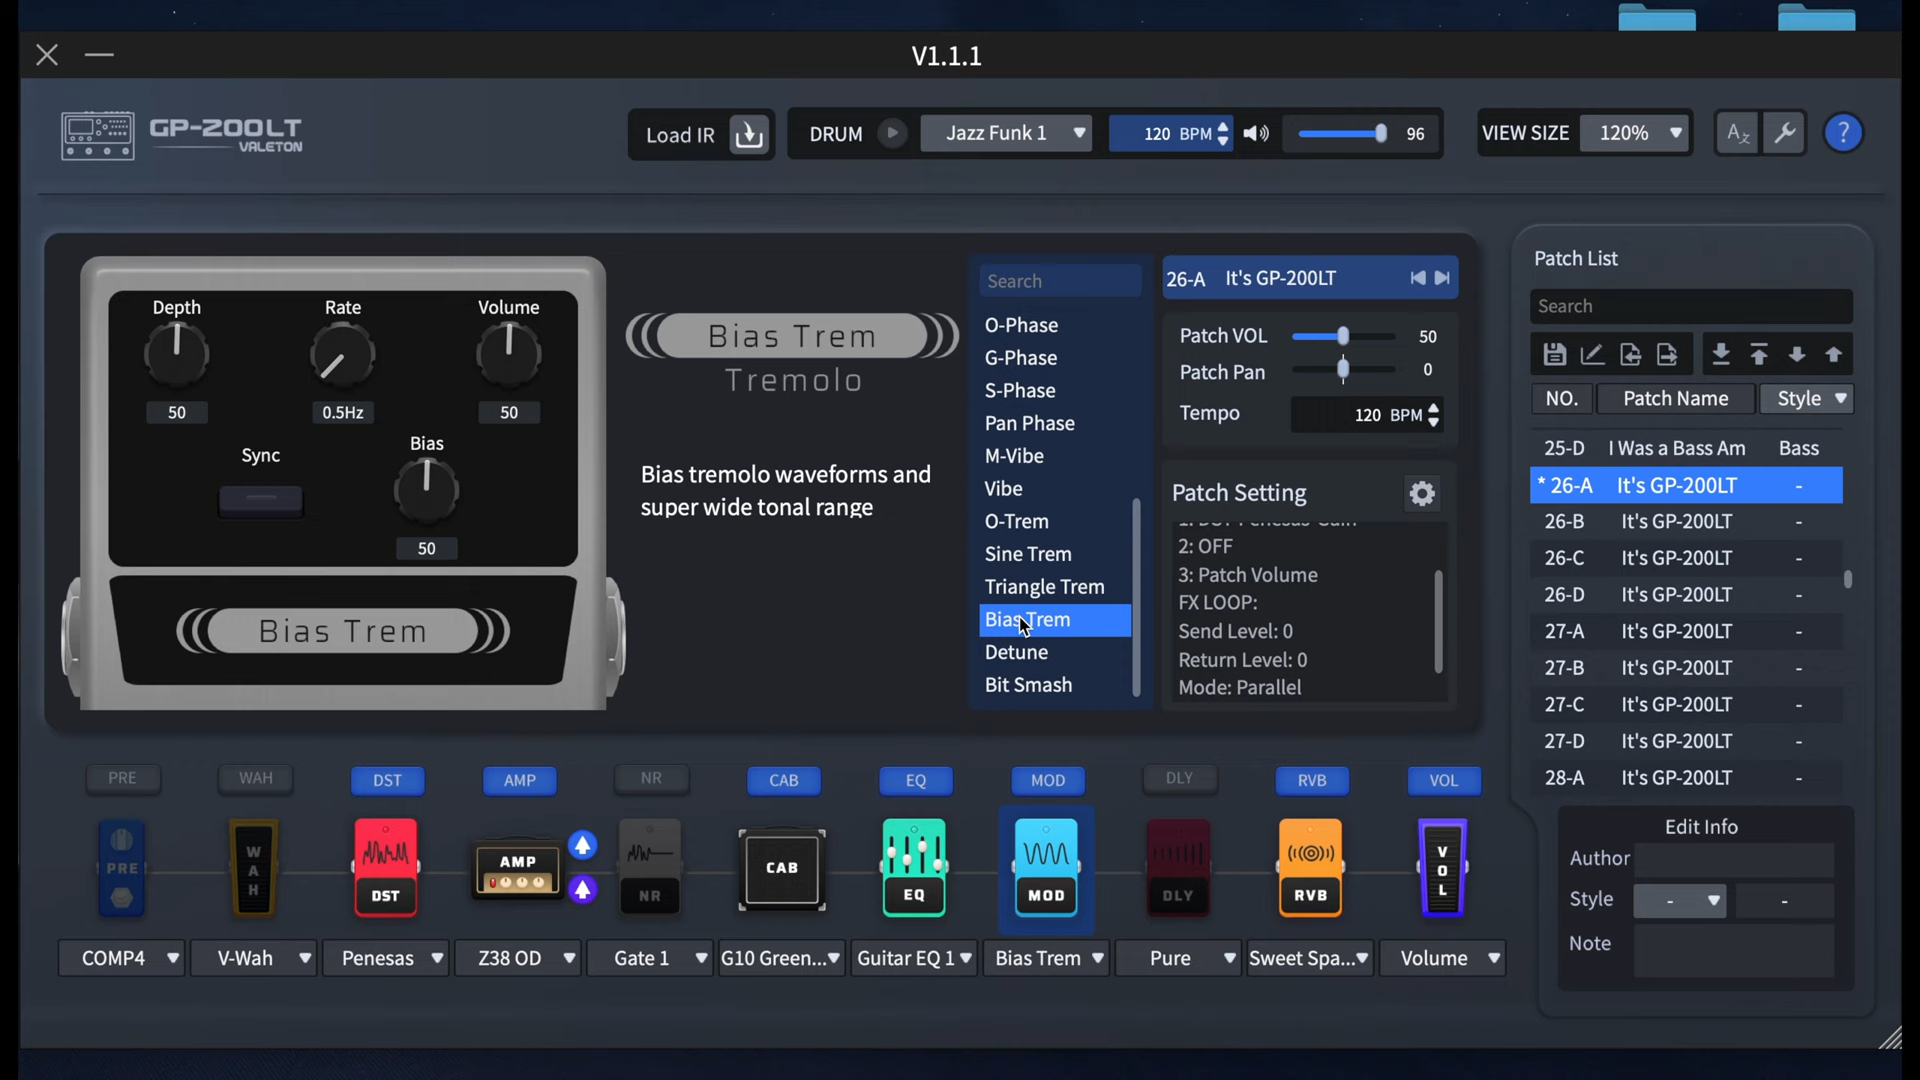 V1.1.1
GP-200LT
VALETON
Load IR
DRUM
Jazz Funk 1
120 BPM
96
VIEW SIZE
120%
Az
?
Depth
Rate
Volume
50
0.5Hz
50
Sync
Bias
50
Bias Trem
Bias Trem
Tremolo
Bias tremolo waveforms and
super wide tonal range
Search
O-Phase
G-Phase
S-Phase
Pan Phase
M-Vibe
Vibe
O-Trem
Sine Trem
Triangle Trem
Bias Trem
Detune
Bit Smash
26-A It's GP-200LT
Patch VOL 50
Patch Pan 0
Tempo 120 BPM
Patch Setting
1: DST Penesas Gain
2: OFF
3: Patch Volume
FX LOOP:
Send Level: 0
Return Level: 0
Mode: Parallel
Patch List
Search
NO. Patch Name Style
25-D I Was a Bass Am Bass
* 26-A It's GP-200LT -
26-B It's GP-200LT -
26-C It's GP-200LT -
26-D It's GP-200LT -
27-A It's GP-200LT -
27-B It's GP-200LT -
27-C It's GP-200LT -
27-D It's GP-200LT -
28-A It's GP-200LT -
Edit Info
Author
Style - -
Note
PRE WAH DST AMP NR CAB EQ MOD DLY RVB VOL
PRE
WAH
DST
AMP
NR
CAB
EQ
MOD
DLY
RVB
VOL
COMP4 V-Wah Penesas Z38 OD Gate 1 G10 Green... Guitar EQ 1 Bias Trem Pure Sweet Spa... Volume